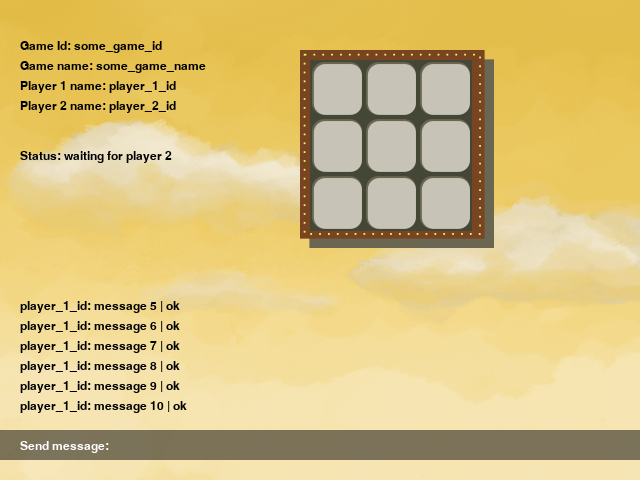 Game Id: some_game_id
Game name: some_game_name
Player 1 name: player_1_id
Player 2 name: player_2_id
Status: waiting for player 2
player_1_id: message 5 | ok
player_1_id: message 6 | ok
player_1_id: message 7 | ok
player_1_id: message 8 | ok
player_1_id: message 9 | ok
player_1_id: message 10 | ok
Send message: